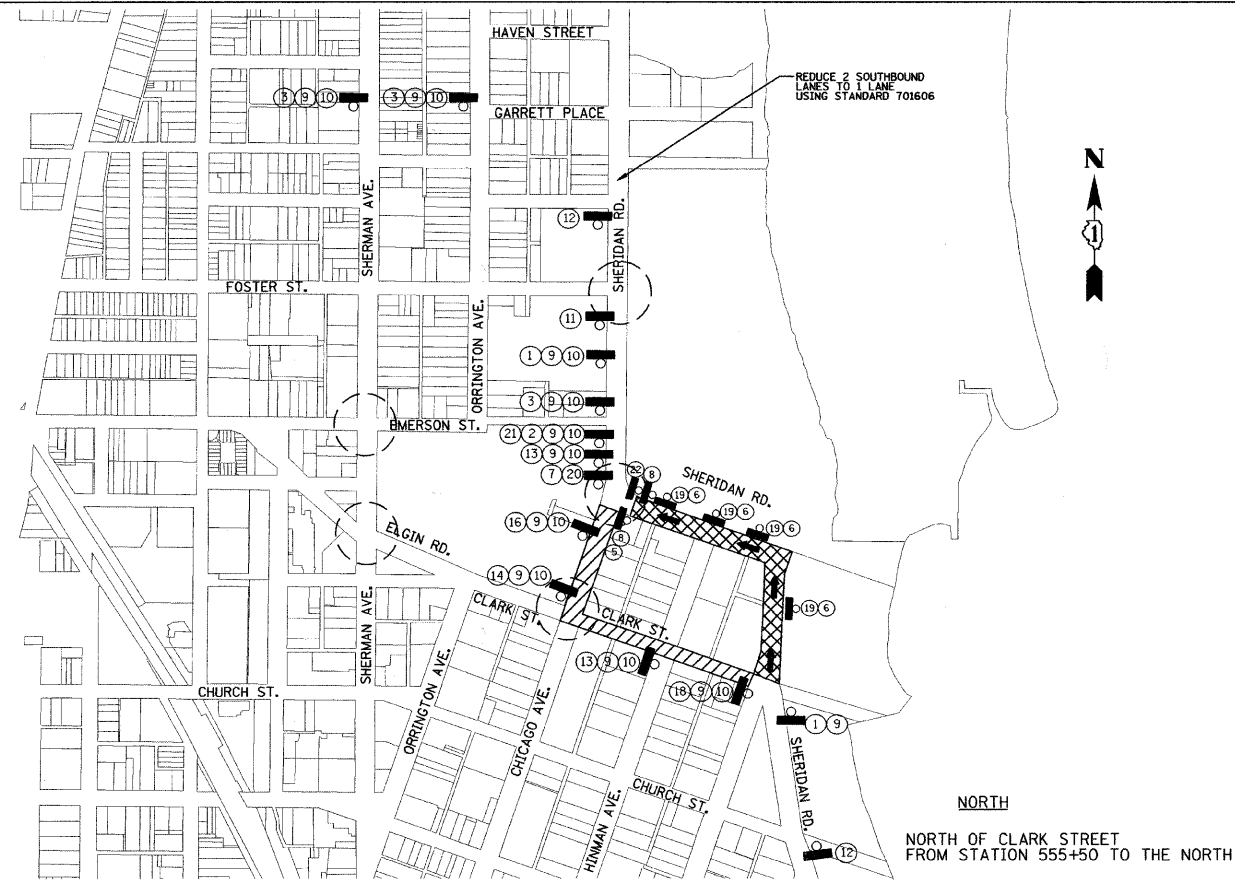 HAVEN STREET
REDUCE 2 SOUTHBOUND
LANES TO 1 LANE
USING STANDARD 701606
3 9 10
3 9 10
GARRETT PLACE
N
1
12
SHERMAN AVE.
SHERIDAN RD.
FOSTER ST.
ORRINGTON AVE.
11
1 9 10
3 9 10
EMERSON ST.
21 2 9 10
13 9 10
7 20
22 8
SHERIDAN RD.
19 6
19 6
19 6
16 9 10
8
5
ELGIN RD.
14 9 10
CLARK ST.
CLARK ST.
19 6
SHERMAN AVE.
ORRINGTON AVE.
13 9 10
18 9 10
CHURCH ST.
CHICAGO AVE.
1 9
SHERIDAN RD.
HINMAN AVE.
CHURCH ST.
12
NORTH
NORTH OF CLARK STREET
FROM STATION 555+50 TO THE NORTH